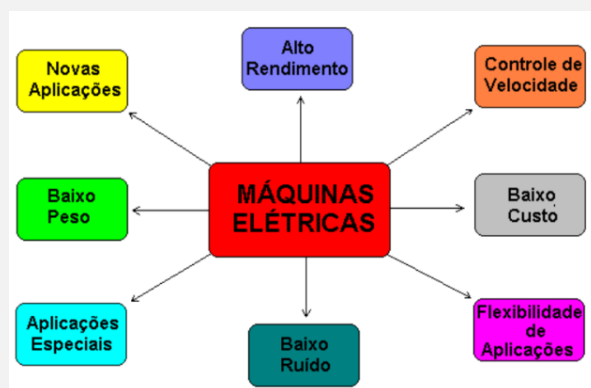 Novas
Aplicações
Alto
Rendimento
Controle de
Velocidade
Baixo
Peso
MÁQUINAS
ELÉTRICAS
Baixo
Custo
Aplicações
Especiais
Baixo
Ruído
Flexibilidade
de
Aplicações